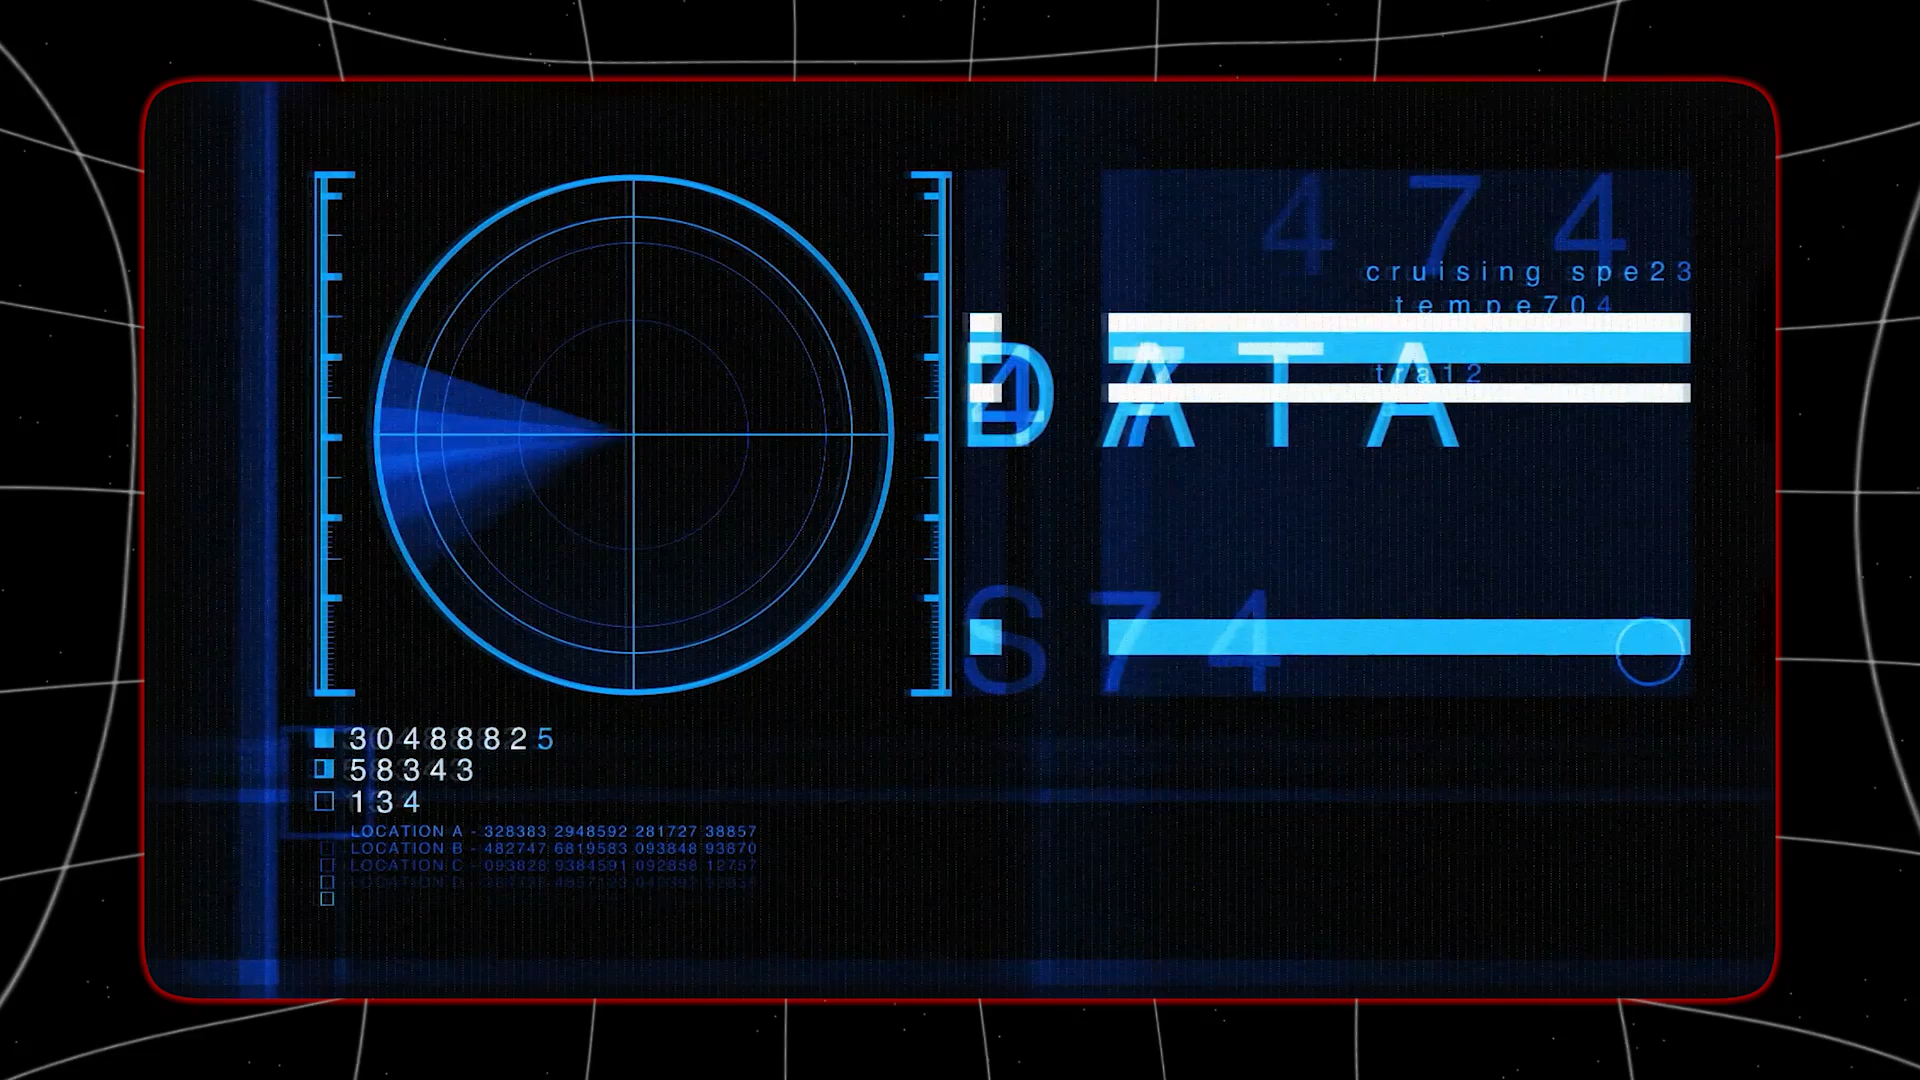 474
cruising spe23
tempe704
DATA
tra12
S74
30488825
58343
134
LOCATION A - 328383 2948592 281727 38857
LOCATION B - 482747 6819583 093848 93870
LOCATION C - 093828 9384591 092858 12757
LOCATION D -